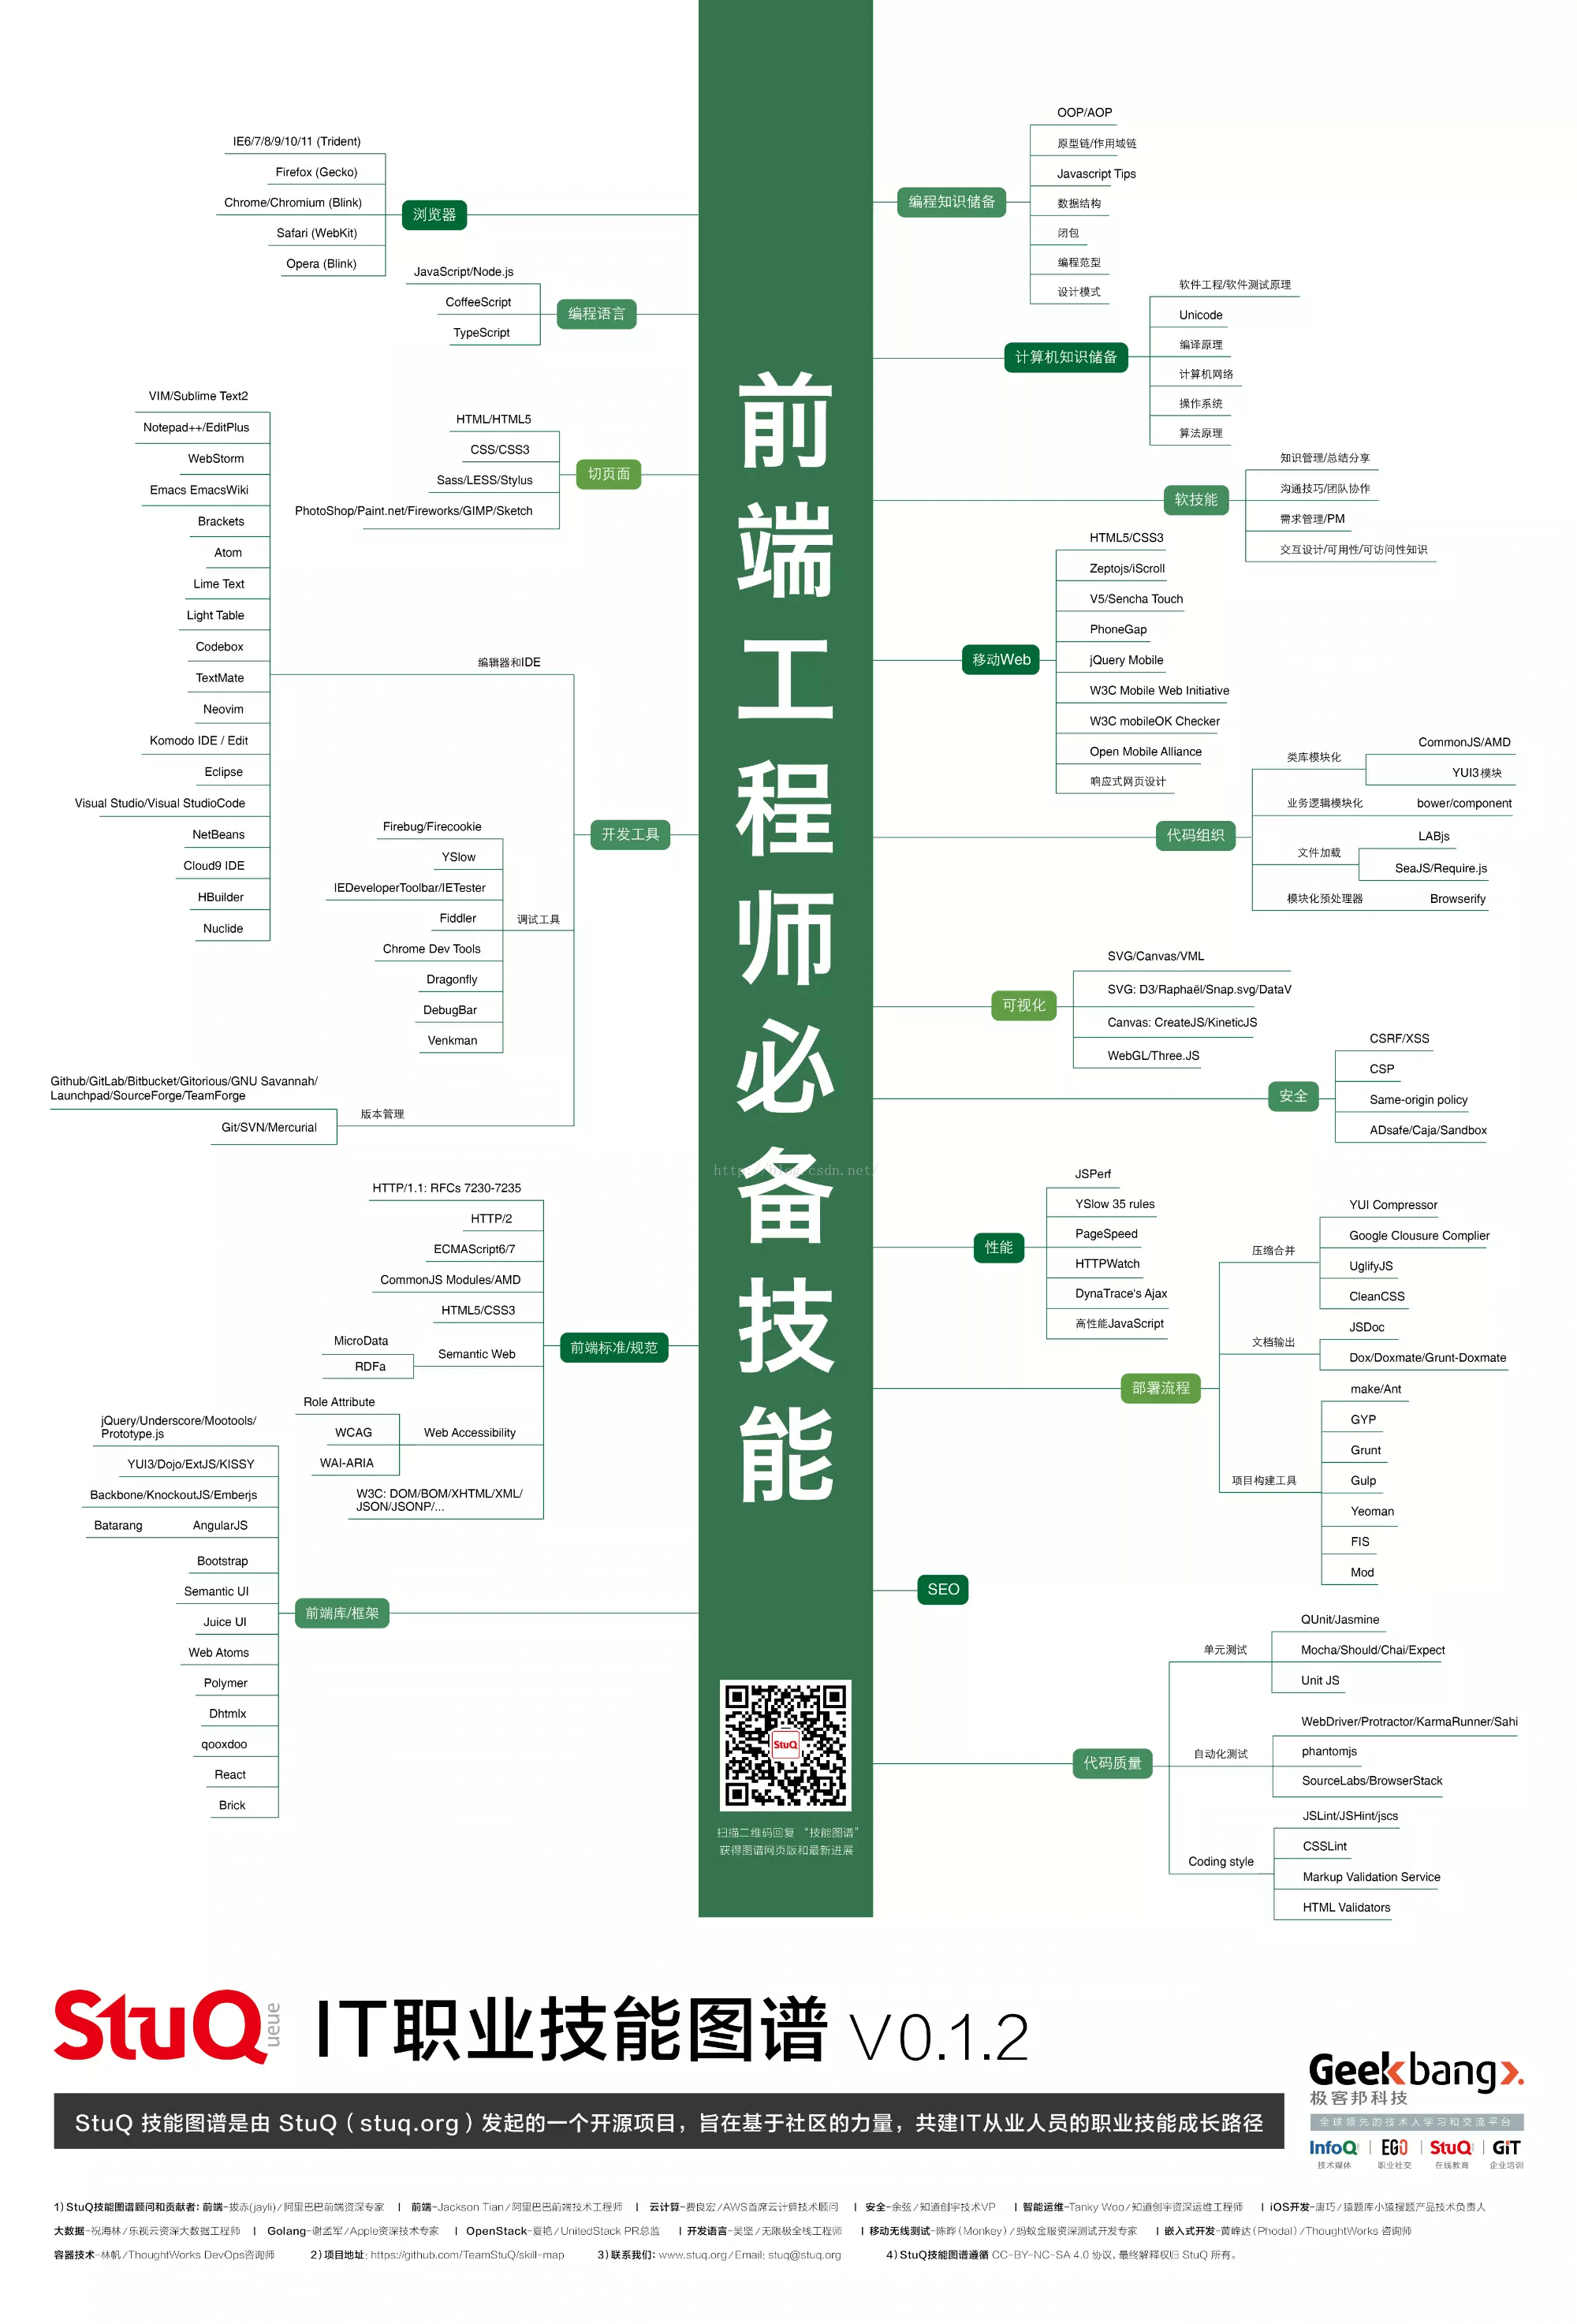 前端工程师必备技能
IE6/7/8/9/10/11 (Trident)
Firefox (Gecko)
Chrome/Chromium (Blink)
Safari (WebKit)
Opera (Blink)
浏览器
JavaScript/Node.js
CoffeeScript
TypeScript
编程语言
HTML/HTML5
CSS/CSS3
Sass/LESS/Stylus
PhotoShop/Paint.net/Fireworks/GIMP/Sketch
切页面
VIM/Sublime Text2
Notepad++/EditPlus
WebStorm
Emacs EmacsWiki
Brackets
Atom
Lime Text
Light Table
Codebox
TextMate
Neovim
Komodo IDE / Edit
Eclipse
Visual Studio/Visual StudioCode
NetBeans
Cloud9 IDE
HBuilder
Nuclide
编辑器和IDE
Firebug/Firecookie
YSlow
IEDeveloperToolbar/IETester
Fiddler
Chrome Dev Tools
Dragonfly
DebugBar
Venkman
调试工具
开发工具
Github/GitLab/Bitbucket/Gitorious/GNU Savannah/
Launchpad/SourceForge/TeamForge
Git/SVN/Mercurial
版本管理
HTTP/1.1: RFCs 7230-7235
HTTP/2
ECMAScript6/7
CommonJS Modules/AMD
HTML5/CSS3
MicroData
RDFa
Semantic Web
Role Attribute
WCAG
WAI-ARIA
Web Accessibility
W3C: DOM/BOM/XHTML/XML/
JSON/JSONP/...
前端标准/规范
jQuery/Underscore/Mootools/
Prototype.js
YUI3/Dojo/ExtJS/KISSY
Backbone/KnockoutJS/Emberjs
Batarang AngularJS
Bootstrap
Semantic UI
Juice UI
Web Atoms
Polymer
Dhtmlx
qooxdoo
React
Brick
前端库/框架
编程知识储备
OOP/AOP
原型链/作用域链
Javascript Tips
数据结构
闭包
编程范型
设计模式
计算机知识储备
软件工程/软件测试原理
Unicode
编译原理
计算机网络
操作系统
算法原理
软技能
知识管理/总结分享
沟通技巧/团队协作
需求管理/PM
交互设计/可用性/可访问性知识
移动Web
HTML5/CSS3
Zeptojs/iScroll
V5/Sencha Touch
PhoneGap
jQuery Mobile
W3C Mobile Web Initiative
W3C mobileOK Checker
Open Mobile Alliance
响应式网页设计
代码组织
类库模块化
CommonJS/AMD
YUI3模块
业务逻辑模块化 bower/component
文件加载
LABjs
SeaJS/Require.js
模块化预处理器 Browserify
可视化
SVG/Canvas/VML
SVG: D3/Raphaël/Snap.svg/DataV
Canvas: CreateJS/KineticJS
WebGL/Three.JS
安全
CSRF/XSS
CSP
Same-origin policy
ADsafe/Caja/Sandbox
http://blog.csdn.net/
性能
JSPerf
YSlow 35 rules
PageSpeed
HTTPWatch
DynaTrace's Ajax
高性能JavaScript
部署流程
压缩合并
YUI Compressor
Google Clousure Complier
UglifyJS
CleanCSS
文档输出
JSDoc
Dox/Doxmate/Grunt-Doxmate
项目构建工具
make/Ant
GYP
Grunt
Gulp
Yeoman
FIS
Mod
SEO
代码质量
单元测试
QUnit/Jasmine
Mocha/Should/Chai/Expect
Unit JS
自动化测试
WebDriver/Protractor/KarmaRunner/Sahi
phantomjs
SourceLabs/BrowserStack
Coding style
JSLint/JSHint/jscs
CSSLint
Markup Validation Service
HTML Validators
StuQ
扫描二维码回复 “技能图谱”
获得图谱网页版和最新进展
StuQ ueue IT职业技能图谱 V0.1.2
StuQ 技能图谱是由 StuQ（stuq.org）发起的一个开源项目，旨在基于社区的力量，共建IT从业人员的职业技能成长路径
Geekbang>.
极客邦科技
全球领先的技术人学习和交流平台
InfoQ | EGO | StuQ | GiT
技术媒体 职业社交 在线教育 企业培训
1）StuQ技能图谱顾问和贡献者：前端-拔赤(jayli)/阿里巴巴前端资深专家 | 前端-Jackson Tian/阿里巴巴前端技术工程师 | 云计算-费良宏/AWS首席云计算技术顾问 | 安全-余弦/知道创宇技术VP | 智能运维-Tanky Woo/知道创宇资深运维工程师 | iOS开发-唐巧/猿题库小猿搜题产品技术负责人
大数据-祝海林/乐视云资深大数据工程师 | Golang-谢孟军/Apple资深技术专家 | OpenStack-夏艳/UnitedStack PR总监 | 开发语言-吴坚/无限极全栈工程师 | 移动无线测试-陈晔（Monkey）/蚂蚁金服资深测试开发专家 | 嵌入式开发-黄峰达（Phodal）/ThoughtWorks 咨询师
容器技术-林帆/ThoughtWorks DevOps咨询师 2）项目地址：https://github.com/TeamStuQ/skill-map 3）联系我们：www.stuq.org/Email: stuq@stuq.org 4）StuQ技能图谱遵循 CC-BY-NC-SA 4.0 协议，最终解释权归 StuQ 所有。